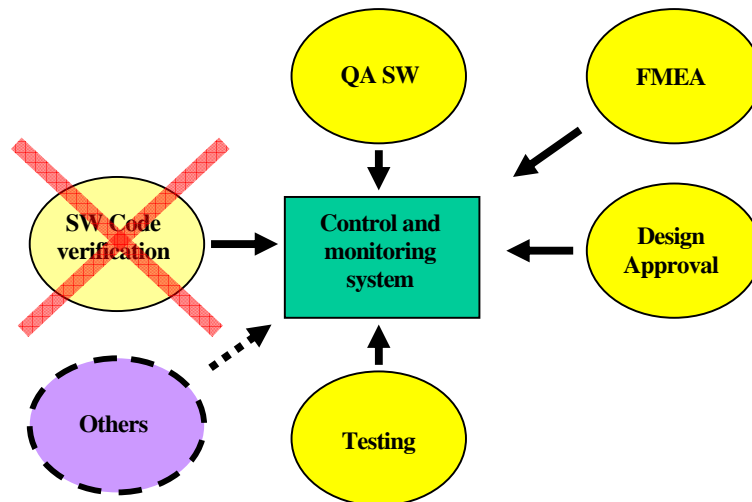 QA SW
FMEA
SW Code
verification
Control and
monitoring
system
Design
Approval
Others
Testing